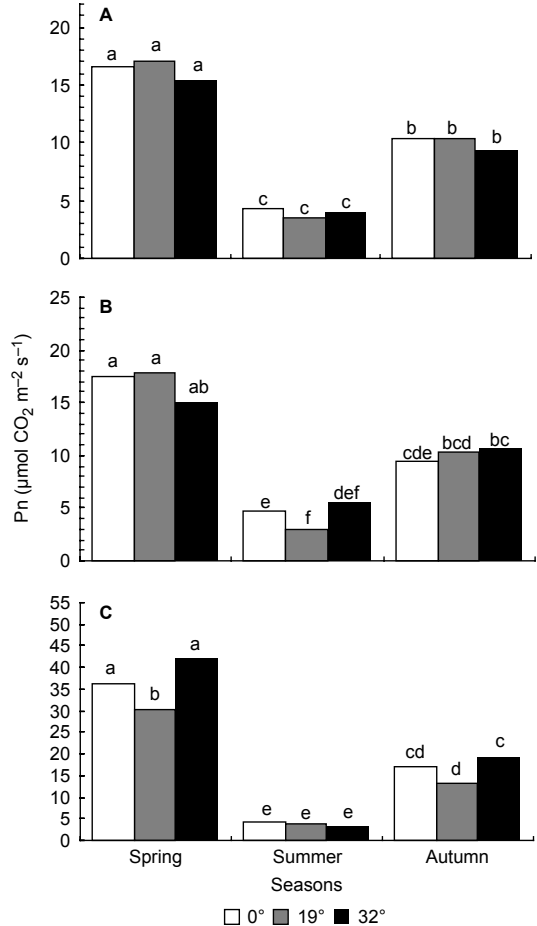 A
20
15
10
5
0
a a a
c c c
b b b
B
25
20
15
10
5
0
a a ab
e f def
cde bcd bc
Pn (µmol CO₂ m⁻² s⁻¹)
C
55
50
45
40
35
30
25
20
15
10
5
0
a b a
e e e
cd d c
Spring Summer Autumn
Seasons
0° 19° 32°